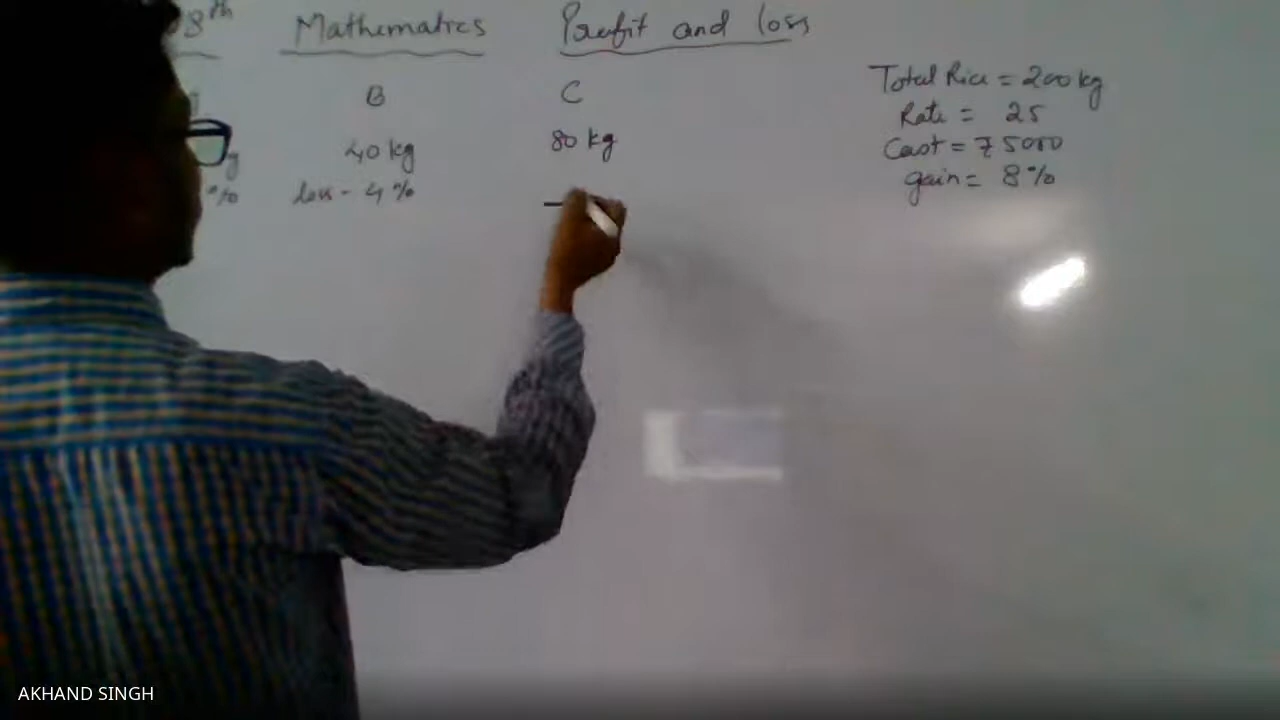 08th Mathematics Profit and loss
B C
40 kg 80 kg
% loss - 4% —
Total Rice = 200 kg
Rate = 25
Cost = ₹ 5000
gain = 8%
AKHAND SINGH